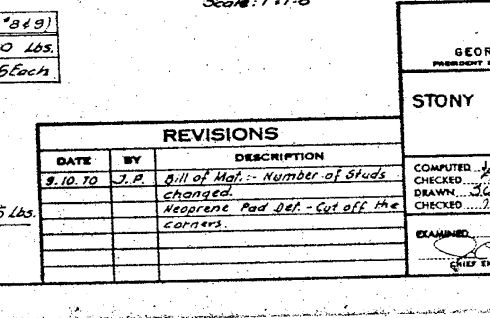 Scale: 1"=1'-0
*8&9)
0 Lbs.
5 Each
GEOR
PRESIDENT
STONY
REVISIONS
DATE BY DESCRIPTION
9.10.70 J.P. Bill of Mat.:- Number of Studs
changed.
Neoprene Pad Det. - Cut off the
corners.
5 Lbs.
COMPUTED
CHECKED
DRAWN
CHECKED
EXAMINED
CHIEF EN